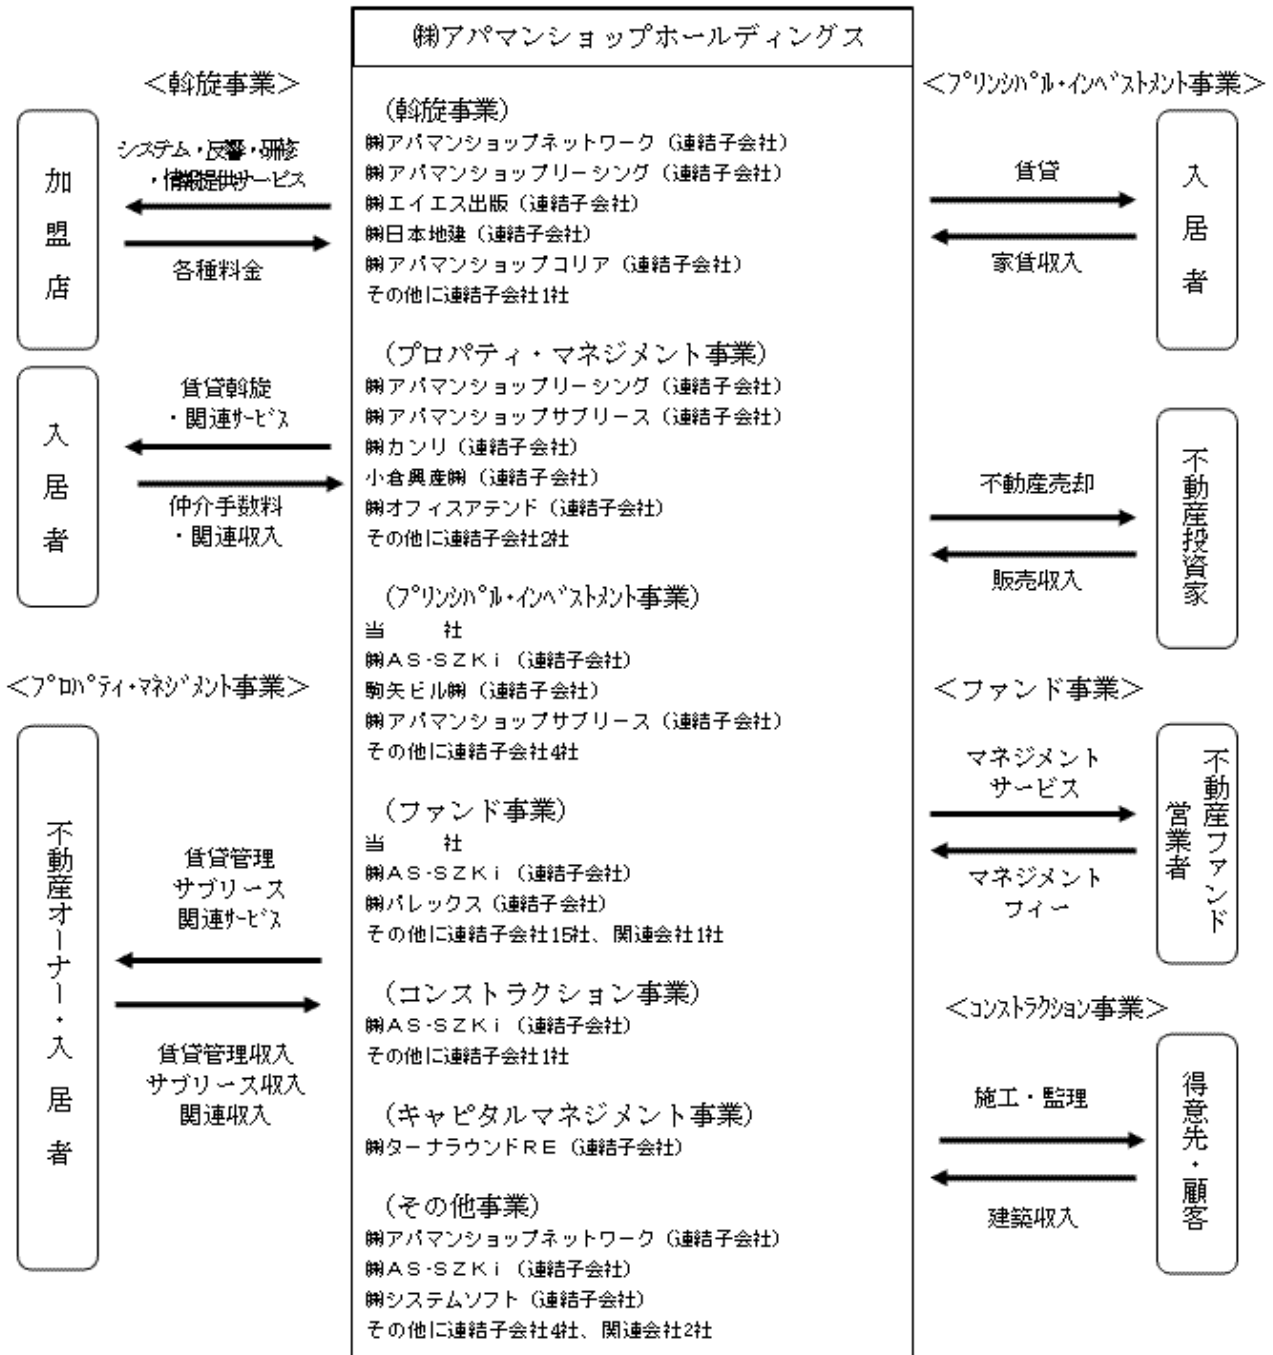 ㈱アパマンショップホールディングス
＜斡旋事業＞
加盟店
システム・反響・研修
・情報提供サービス
各種料金
入居者
賃貸斡旋
・関連ｻｰﾋﾞｽ
仲介手数料
・関連収入
＜ﾌﾟﾛﾊﾟﾃｨ・ﾏﾈｼﾞﾒﾝﾄ事業＞
不動産オーナー・入居者
賃貸管理
サブリース
関連ｻｰﾋﾞｽ
賃貸管理収入
サブリース収入
関連収入
（斡旋事業）
㈱アパマンショップネットワーク（連結子会社）
㈱アパマンショップリーシング（連結子会社）
㈱エイエス出版（連結子会社）
㈱日本地建（連結子会社）
㈱アパマンショップコリア（連結子会社）
その他に連結子会社1社
（プロパティ・マネジメント事業）
㈱アパマンショップリーシング（連結子会社）
㈱アパマンショップサブリース（連結子会社）
㈱カンリ（連結子会社）
小倉興産㈱（連結子会社）
㈱オフィスアテンド（連結子会社）
その他に連結子会社2社
（ﾌﾟﾘﾝｼﾊﾟﾙ・ｲﾝﾍﾞｽﾄﾒﾝﾄ事業）
当　　社
㈱ＡＳ-ＳＺＫｉ（連結子会社）
駒矢ビル㈱（連結子会社）
㈱アパマンショップサブリース（連結子会社）
その他に連結子会社4社
（ファンド事業）
当　　社
㈱ＡＳ-ＳＺＫｉ（連結子会社）
㈱パレックス（連結子会社）
その他に連結子会社15社、関連会社1社
（コンストラクション事業）
㈱ＡＳ-ＳＺＫｉ（連結子会社）
その他に連結子会社1社
（キャピタルマネジメント事業）
㈱ターナラウンドＲＥ（連結子会社）
（その他事業）
㈱アパマンショップネットワーク（連結子会社）
㈱ＡＳ-ＳＺＫｉ（連結子会社）
㈱システムソフト（連結子会社）
その他に連結子会社4社、関連会社2社
＜ﾌﾟﾘﾝｼﾊﾟﾙ・ｲﾝﾍﾞｽﾄﾒﾝﾄ事業＞
賃貸
家賃収入
入居者
不動産売却
販売収入
不動産投資家
＜ファンド事業＞
マネジメント
サービス
マネジメント
フィー
不動産ファンド
営業者
＜ｺﾝｽﾄﾗｸｼｮﾝ事業＞
施工・監理
建築収入
得意先・顧客